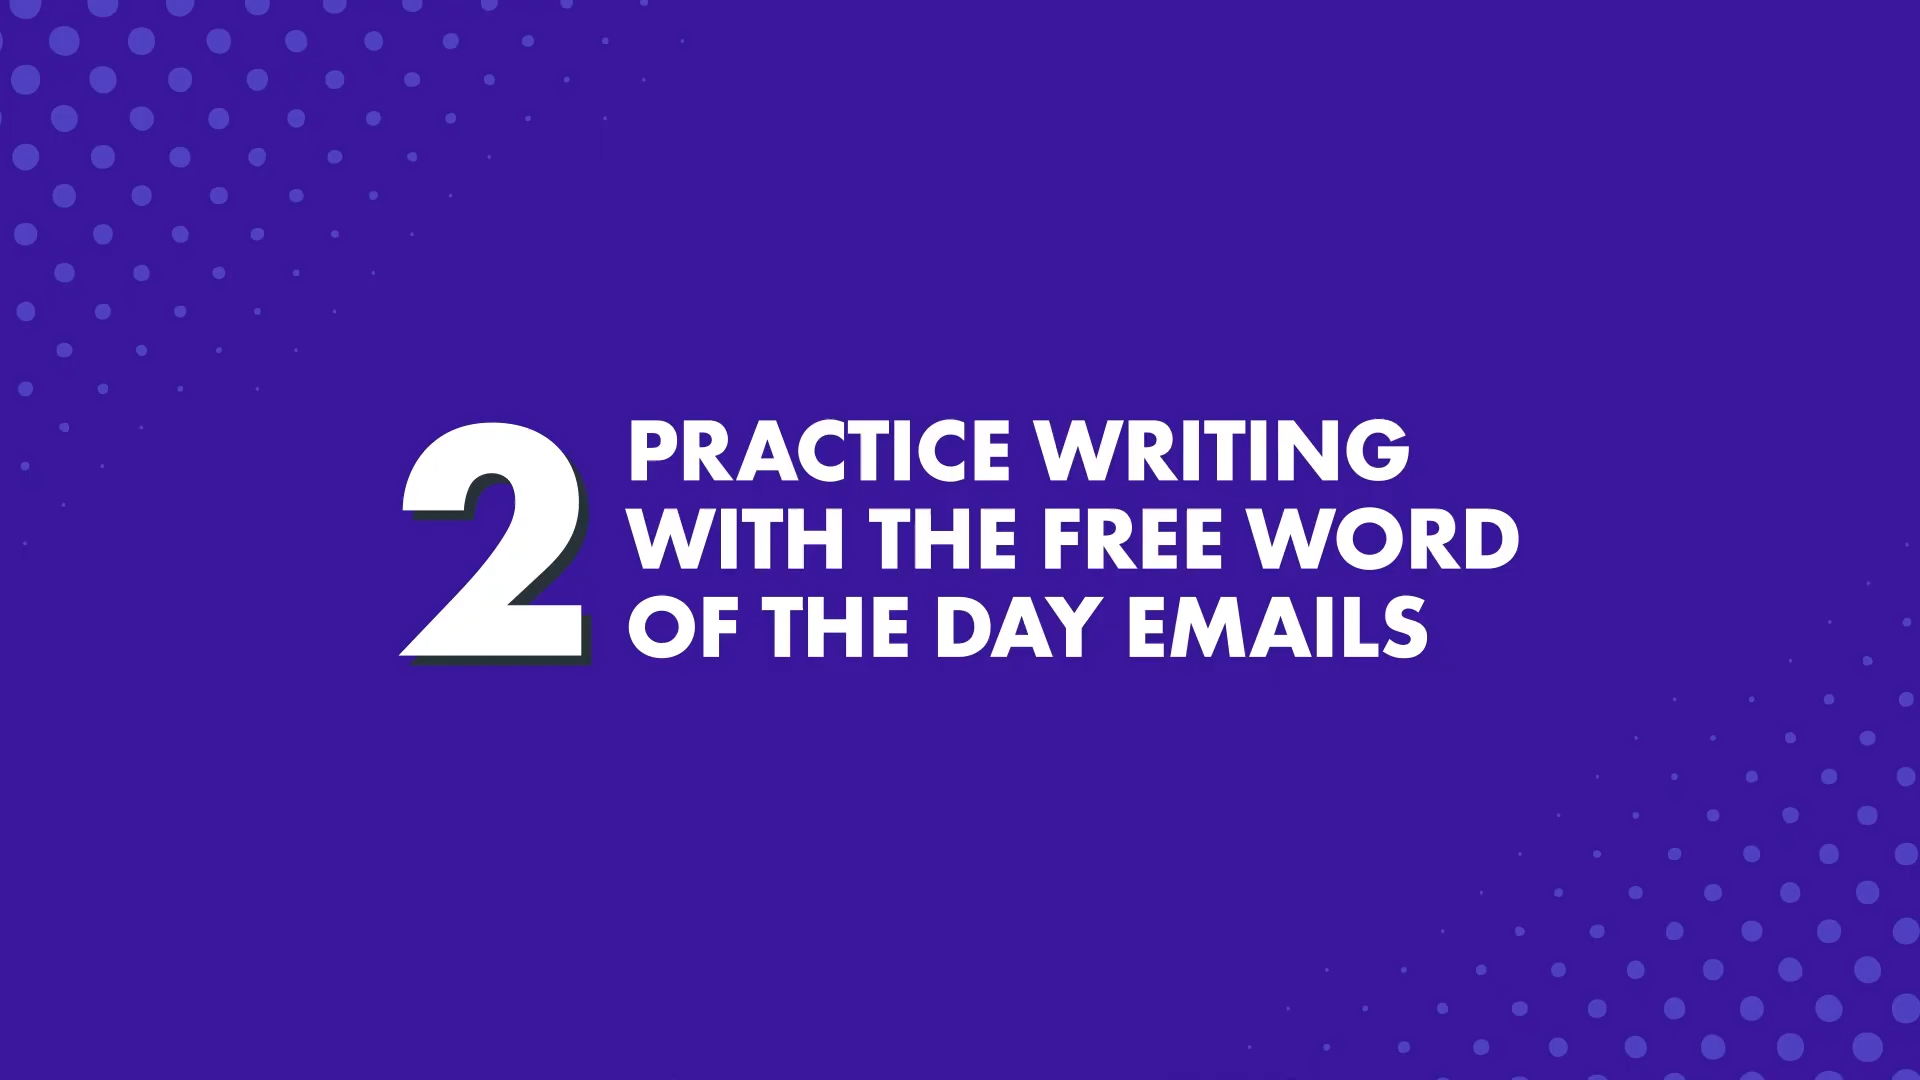 2
PRACTICE WRITING
WITH THE FREE WORD
OF THE DAY EMAILS